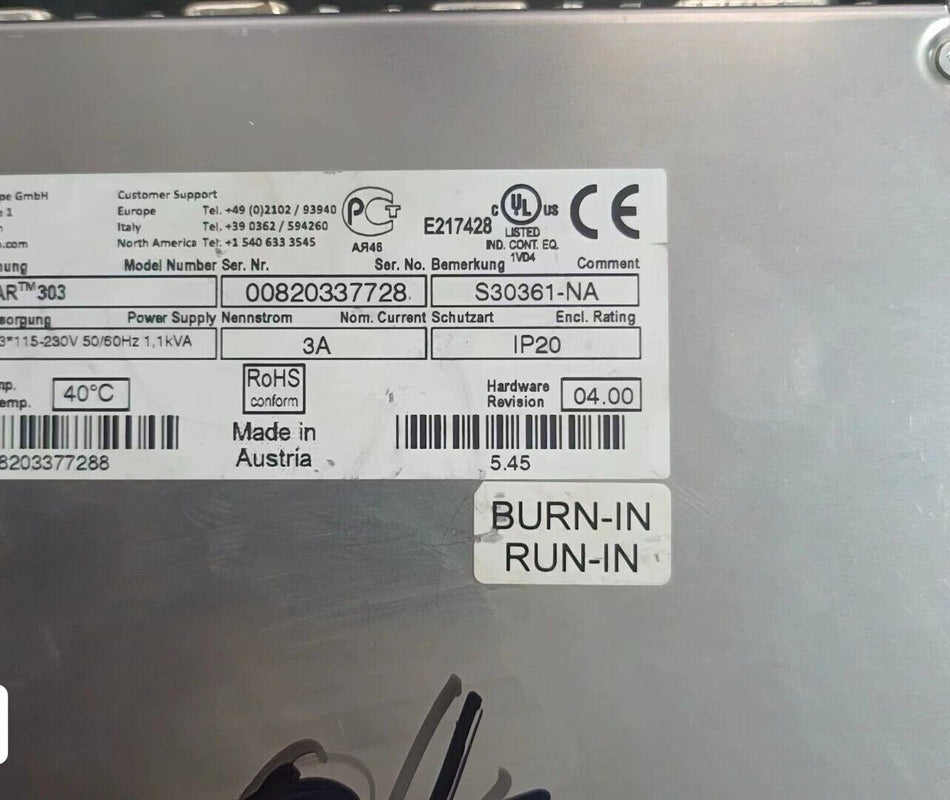 pe GmbH
Customer Support
e 1
Europe Tel. +49 (0)2102 / 93940
Italy Tel. +39 0362 / 594260
.com
North America Tel. +1 540 633 3545
PCT
АЯ46
E217428
C UL US
LISTED
IND. CONT. EQ.
1VD4
CE
nung Model Number Ser. Nr. Ser. No. Bemerkung Comment
AR™303 00820337728 S30361-NA
sorgung Power Supply Nennstrom Nom. Current Schutzart Encl. Rating
3*115-230V 50/60Hz 1,1kVA 3A IP20
mp.
emp. 40°C
RoHS
conform
Hardware
Revision 04.00
Made in
Austria
8203377288
5.45
BURN-IN
RUN-IN